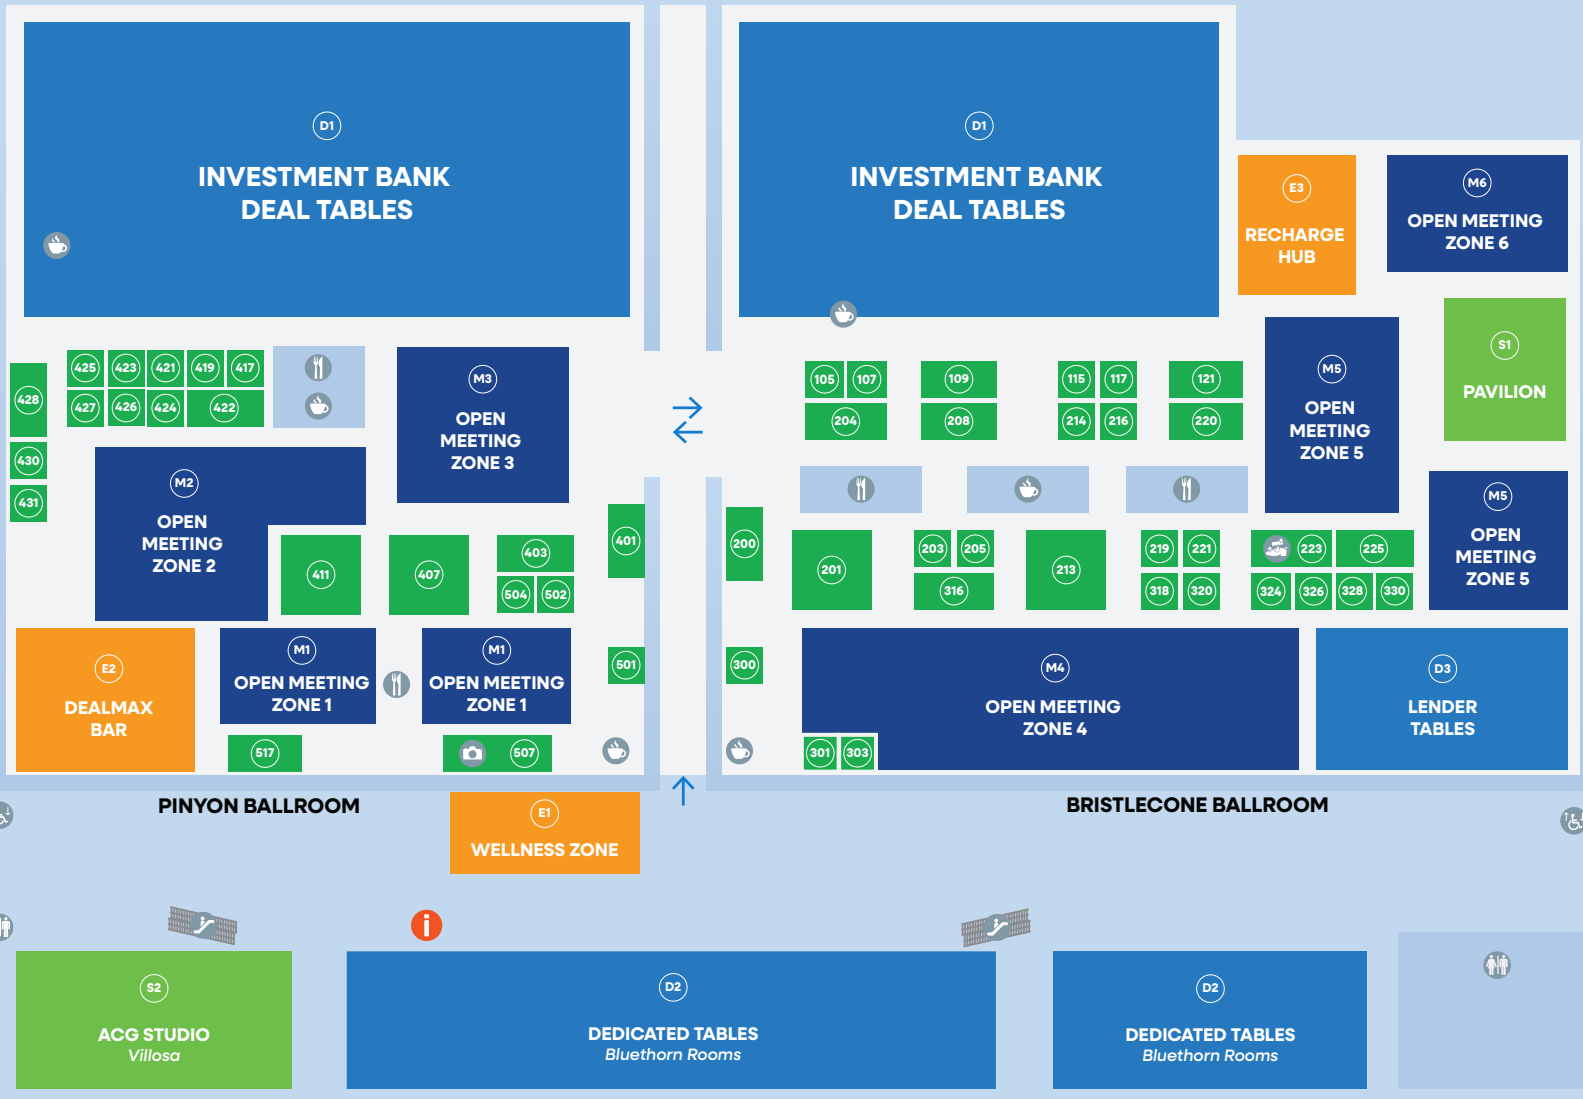 D1
INVESTMENT BANK
DEAL TABLES
D1
INVESTMENT BANK
DEAL TABLES
E3
RECHARGE
HUB
M6
OPEN MEETING
ZONE 6
S1
PAVILION
425 423 421 419 417
427 426 424 422
428
430
431
M3
OPEN
MEETING
ZONE 3
M2
OPEN
MEETING
ZONE 2
411
407
403
504 502
401
501
105 107 109 115 117 121
204 208 214 216 220
M5
OPEN
MEETING
ZONE 5
M5
OPEN
MEETING
ZONE 5
200
201
203 205
316
213
219 221
318 320
223 225
324 326 328 330
300
E2
DEALMAX
BAR
M1
OPEN MEETING
ZONE 1
M1
OPEN MEETING
ZONE 1
517
507
M4
OPEN MEETING
ZONE 4
301 303
D3
LENDER
TABLES
PINYON BALLROOM
BRISTLECONE BALLROOM
E1
WELLNESS ZONE
i
S2
ACG STUDIO
Villosa
D2
DEDICATED TABLES
Bluethorn Rooms
D2
DEDICATED TABLES
Bluethorn Rooms